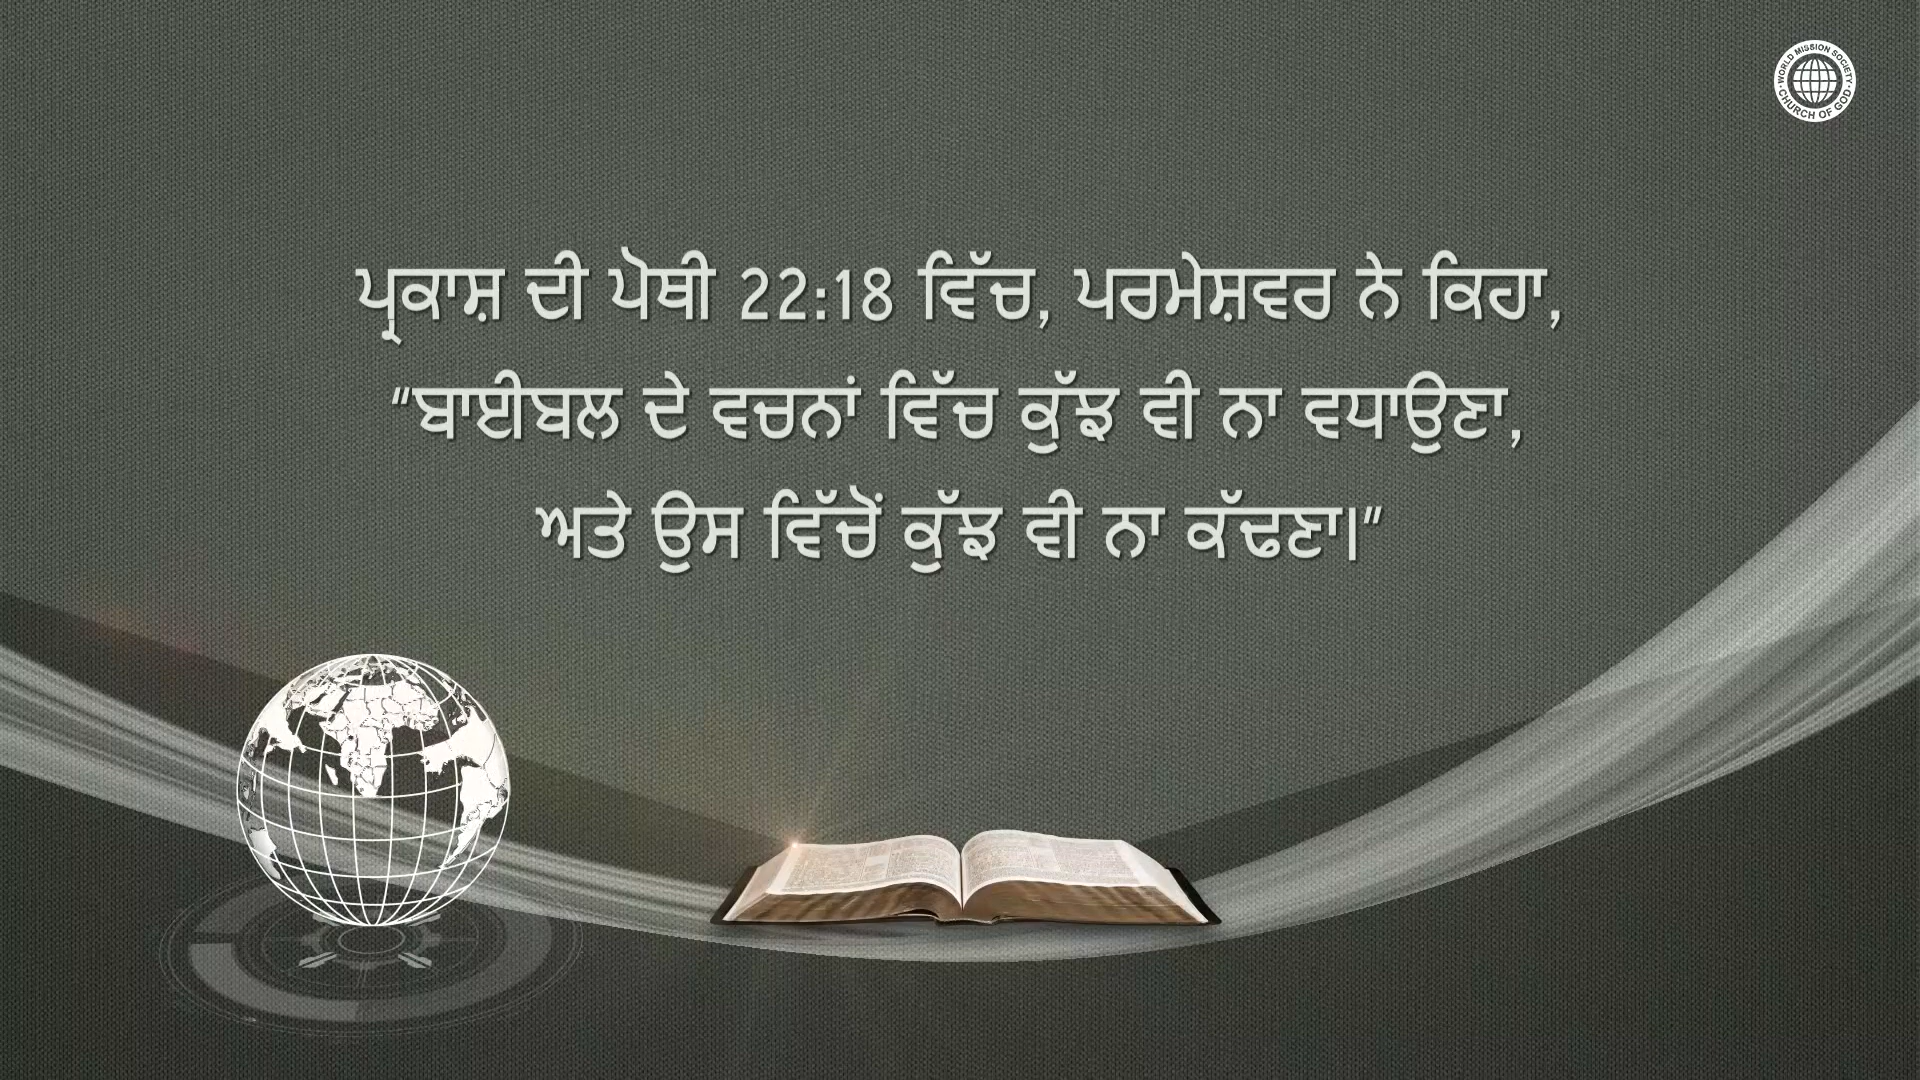 WORLD MISSION SOCIETY
CHURCH OF GOD
ਪ੍ਰਕਾਸ਼ ਦੀ ਪੋਥੀ 22:18 ਵਿੱਚ, ਪਰਮੇਸ਼ਵਰ ਨੇ ਕਿਹਾ,
"ਬਾਈਬਲ ਦੇ ਵਚਨਾਂ ਵਿੱਚ ਕੁੱਝ ਵੀ ਨਾ ਵਧਾਉਣਾ,
ਅਤੇ ਉਸ ਵਿੱਚੋਂ ਕੁੱਝ ਵੀ ਨਾ ਕੱਢਣਾ।"